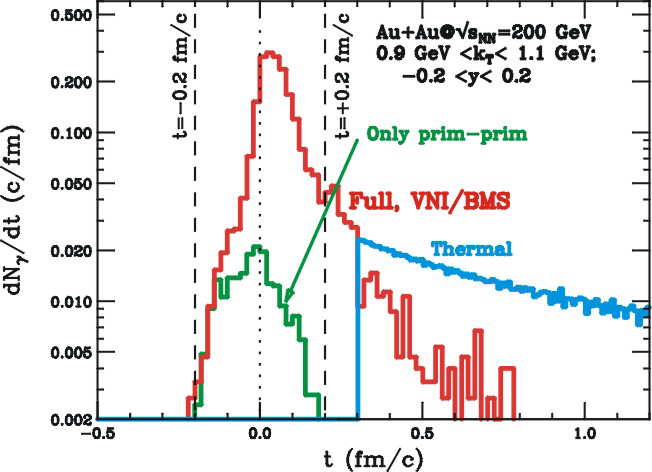 Au+Au@√sNN=200 GeV
0.9 GeV <kT< 1.1 GeV;
−0.2 <y< 0.2
t=−0.2 fm/c
t=+0.2 fm/c
Only prim−prim
Full, VNI/BMS
Thermal
dNγ/dt (c/fm)
0.500
0.200
0.100
0.050
0.020
0.010
0.005
0.002
−0.5 0.0 0.5 1.0
t (fm/c)